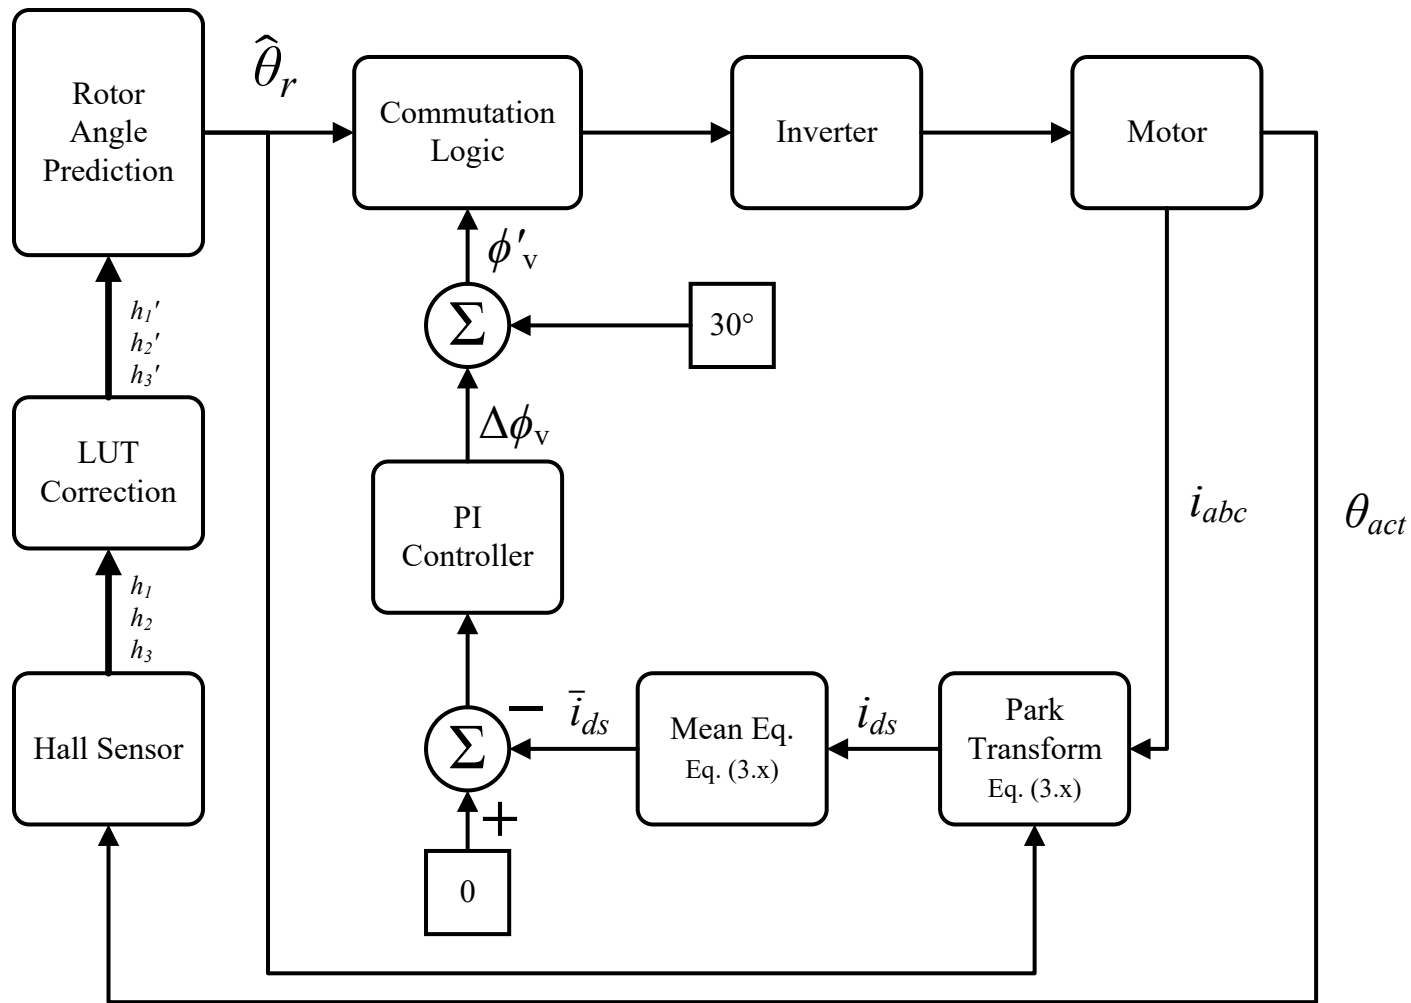 Rotor
Angle
Prediction
θ̂r
Commutation
Logic
Inverter
Motor
ϕ′v
Σ
30°
h1′
h2′
h3′
LUT
Correction
Δϕv
PI
Controller
iabc
θact
h1
h2
h3
Hall Sensor
Σ
−
+
0
i̅ds
Mean Eq.
Eq. (3.x)
ids
Park
Transform
Eq. (3.x)